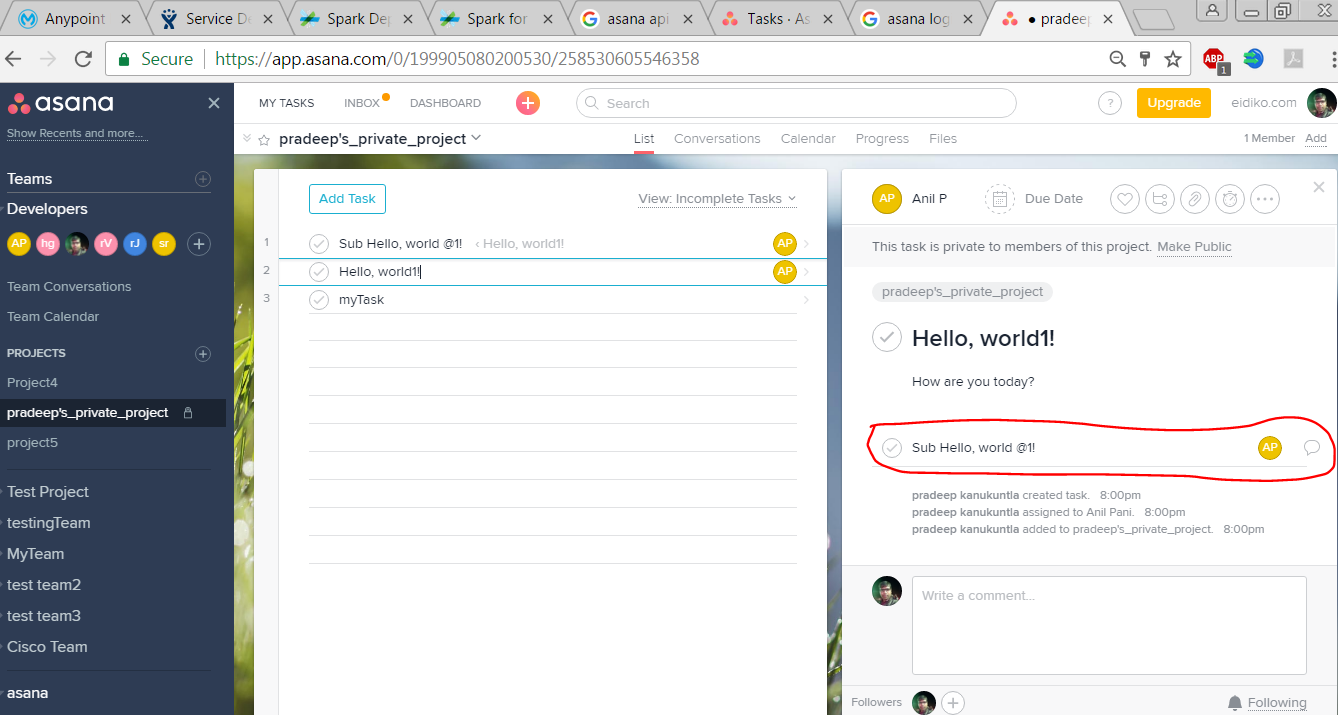 Anypoint
Service De
Spark Dep
Spark for
asana api
Tasks · As
asana log
• pradeep
Secure https://app.asana.com/0/199905080200530/258530605546358
ABP
1
asana
MY TASKS INBOX DASHBOARD
Search
? Upgrade eidiko.com
Show Recents and more...
pradeep's_private_project
List Conversations Calendar Progress Files
1 Member Add
Teams
Developers
AP hg rV rJ sr
Team Conversations
Team Calendar
PROJECTS
Project4
pradeep's_private_project
project5
Test Project
testingTeam
MyTeam
test team2
test team3
Cisco Team
asana
Add Task
View: Incomplete Tasks
1 Sub Hello, world @1! ‹ Hello, world1! AP
2 Hello, world1! AP
3 myTask
AP Anil P Due Date
This task is private to members of this project. Make Public
pradeep's_private_project
Hello, world1!
How are you today?
Sub Hello, world @1! AP
pradeep kanukuntla created task. 8:00pm
pradeep kanukuntla assigned to Anil Pani. 8:00pm
pradeep kanukuntla added to pradeep's_private_project. 8:00pm
Write a comment...
Followers
Following